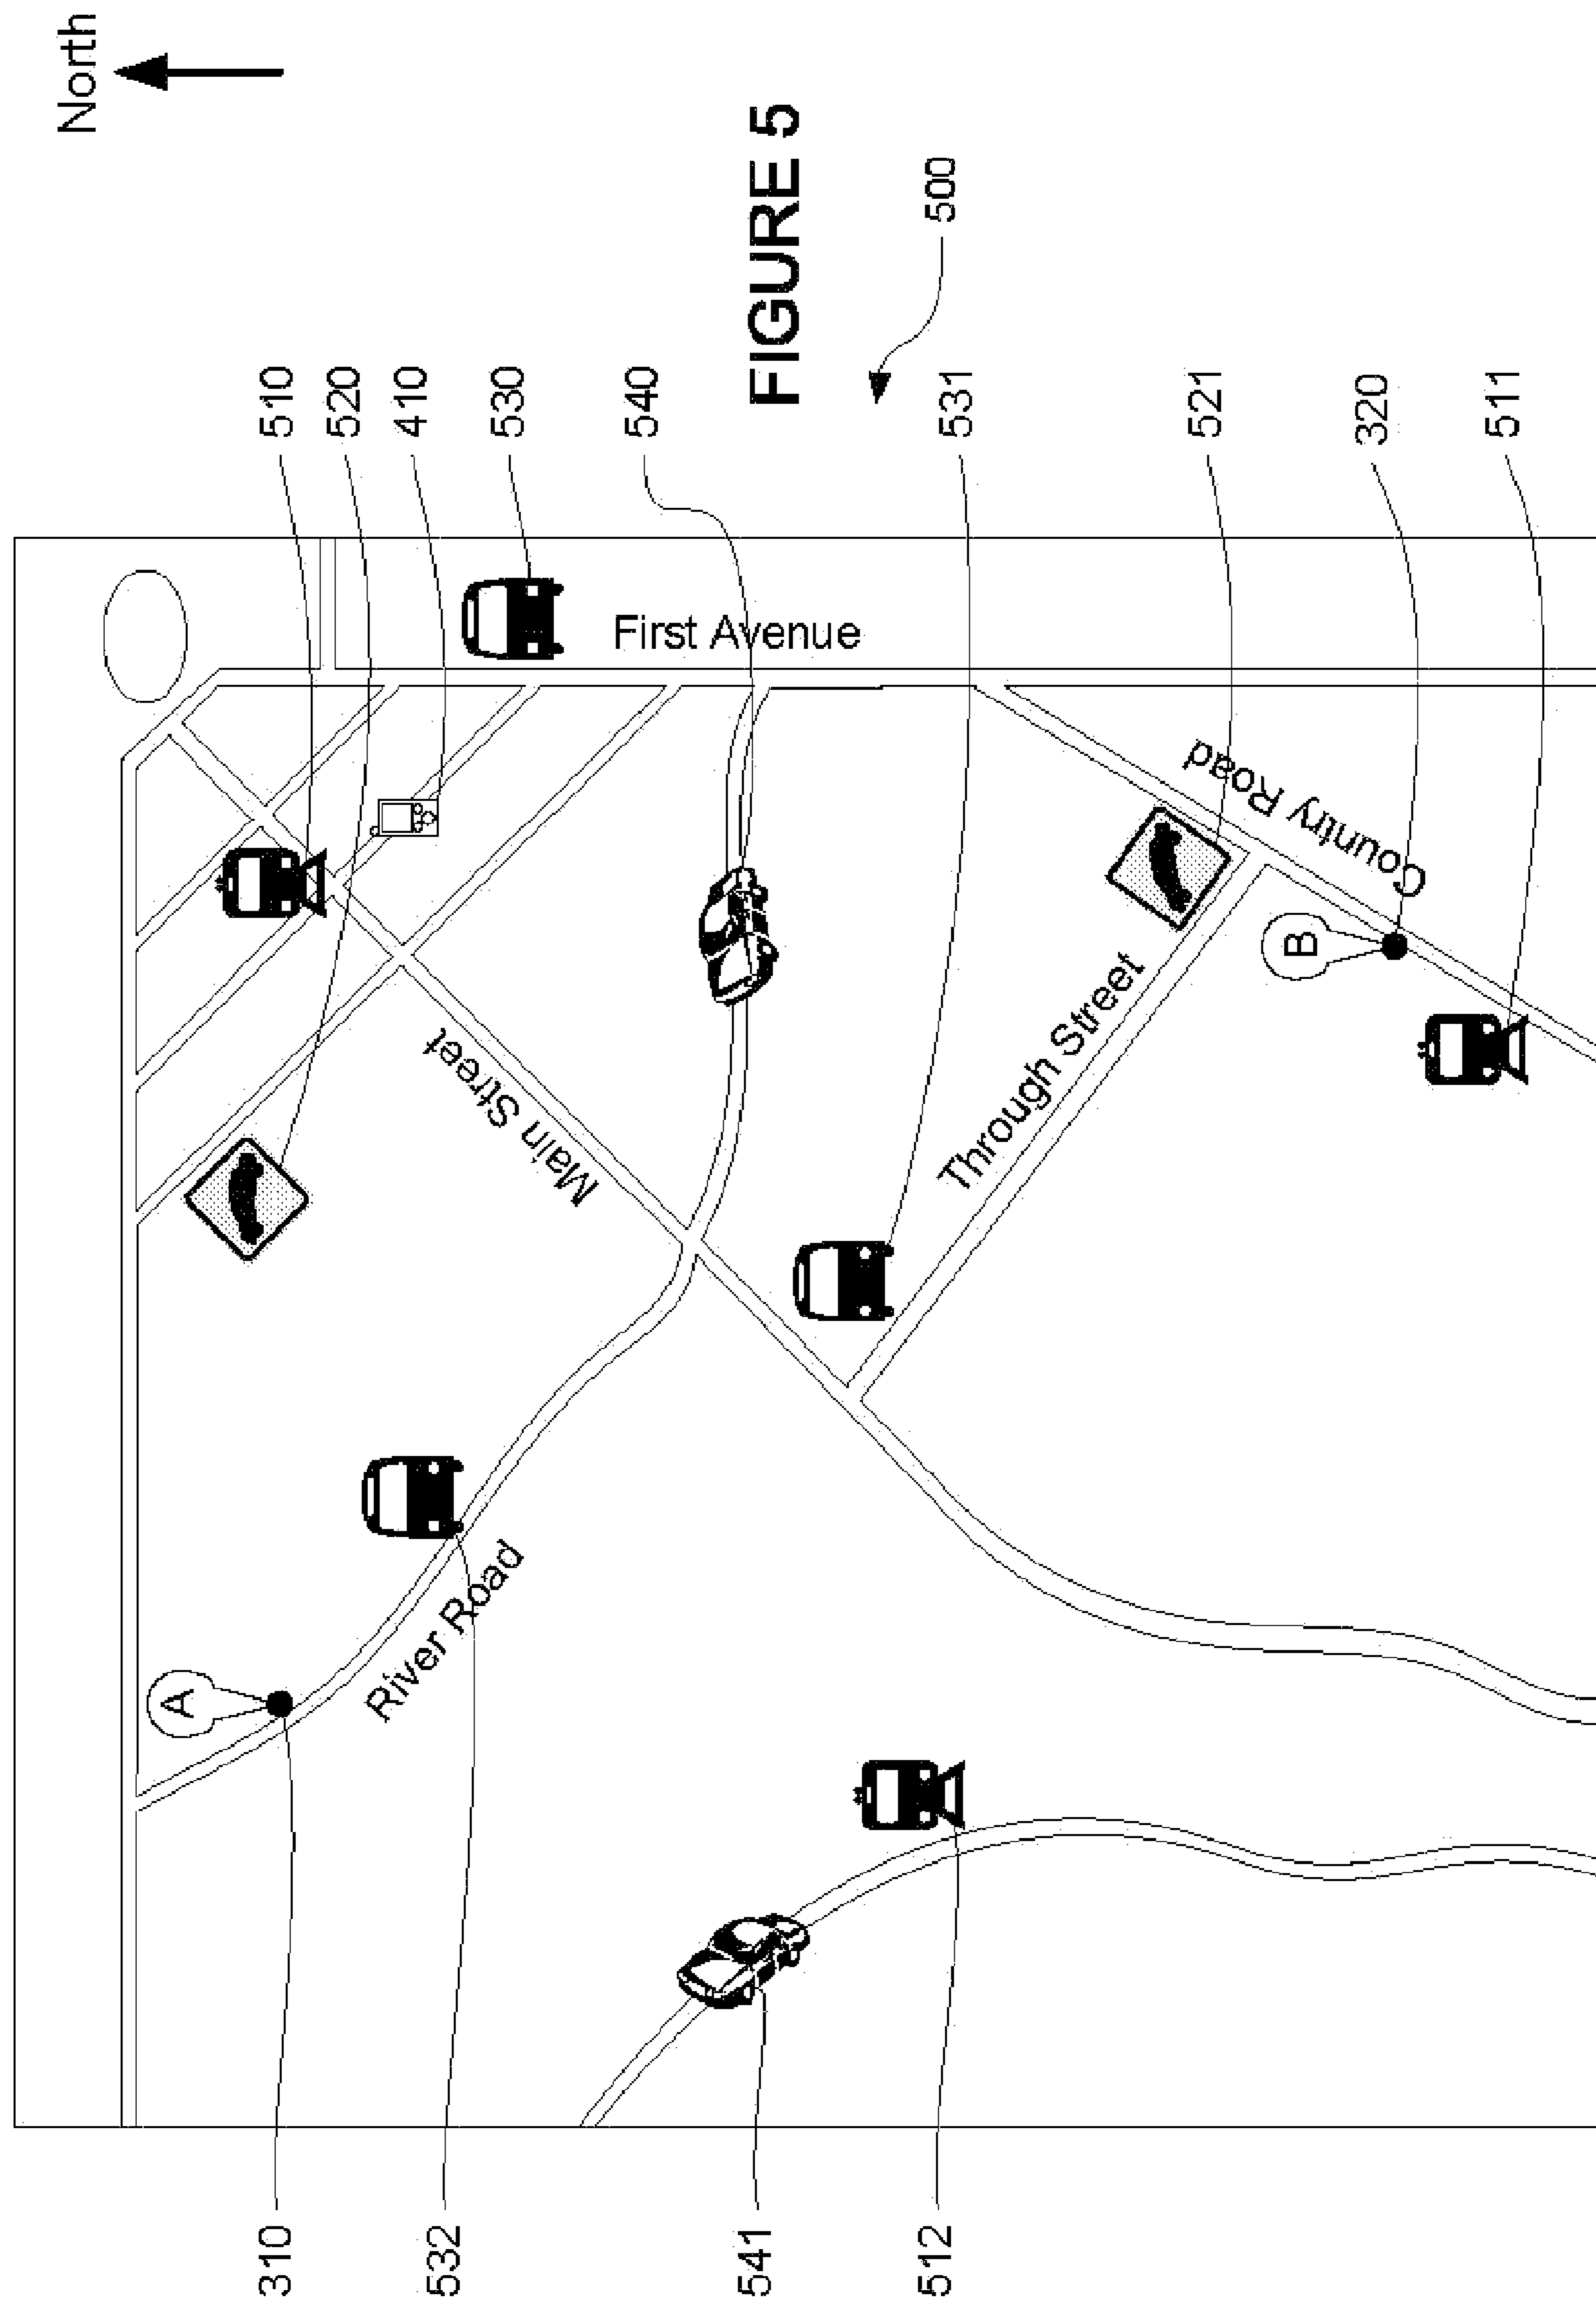 North
FIGURE 5
500
510
520
410
530
540
531
521
320
511
First Avenue
Main Street
Through Street
Country Road
River Road
A
B
310
532
541
512